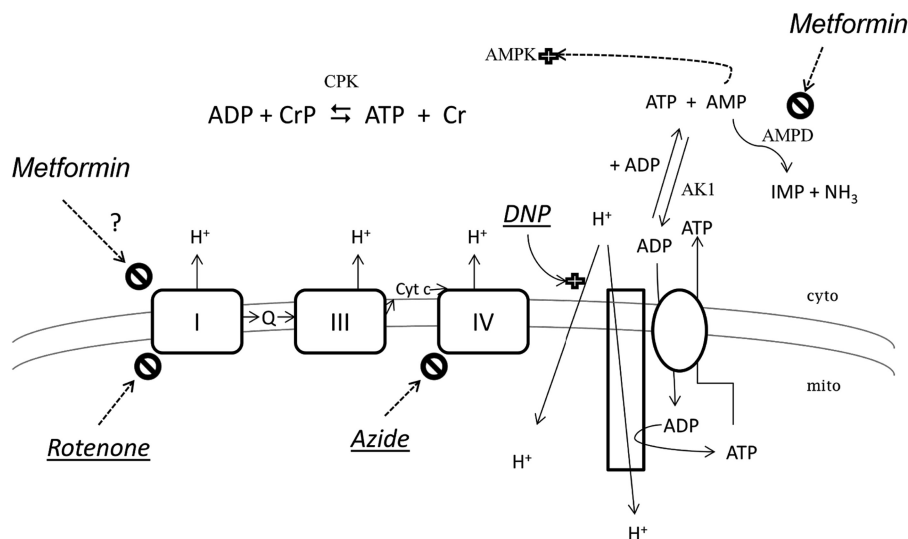 Metformin
AMPK
CPK
ADP + CrP ⇆ ATP + Cr
ATP + AMP
AMPD
Metformin
+ ADP
AK1
IMP + NH₃
?
DNP
H⁺
ATP
H⁺
H⁺
H⁺
ADP
Cyt c
cyto
I
Q
III
IV
mito
Rotenone
Azide
ADP
ATP
H⁺
H⁺